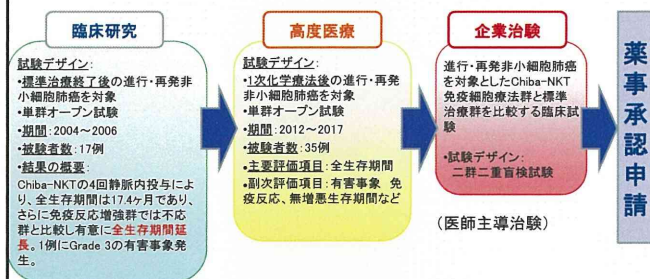 臨床研究
試験デザイン:
・標準治療終了後の進行・再発非
小細胞肺癌を対象
・単群オープン試験
・期間:2004～2006
・被験者数:17例
・結果の概要:
Chiba-NKTの4回静脈内投与によ
り、全生存期間は17.4ヶ月であり、
さらに免疫反応増強群では不応
群と比較し有意に全生存期間延
長。1例にGrade 3の有害事象発
生。
高度医療
試験デザイン:
・1次化学療法後の進行・再発
非小細胞肺癌を対象
・単群オープン試験
・期間:2012～2017
・被験者数:35例
・主要評価項目:全生存期間
・副次評価項目:有害事象 免
疫反応、無増悪生存期間など
企業治験
進行・再発非小細胞肺癌
を対象としたChiba-NKT
免疫細胞療法群と標準
治療群を比較する臨床試
験
・試験デザイン:
二群二重盲検試験
(医師主導治験)
薬事承認申請